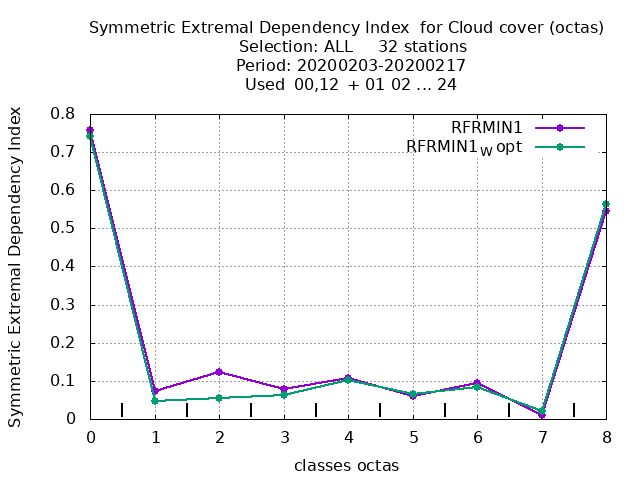 Symmetric Extremal Dependency Index  for Cloud cover (octas)
Selection: ALL     32 stations
Period: 20200203-20200217
Used  00,12  + 01 02 ... 24
Symmetric Extremal Dependency Index
RFRMIN1
RFRMIN1W opt
0.8
0.7
0.6
0.5
0.4
0.3
0.2
0.1
0
0 1 2 3 4 5 6 7 8
classes octas